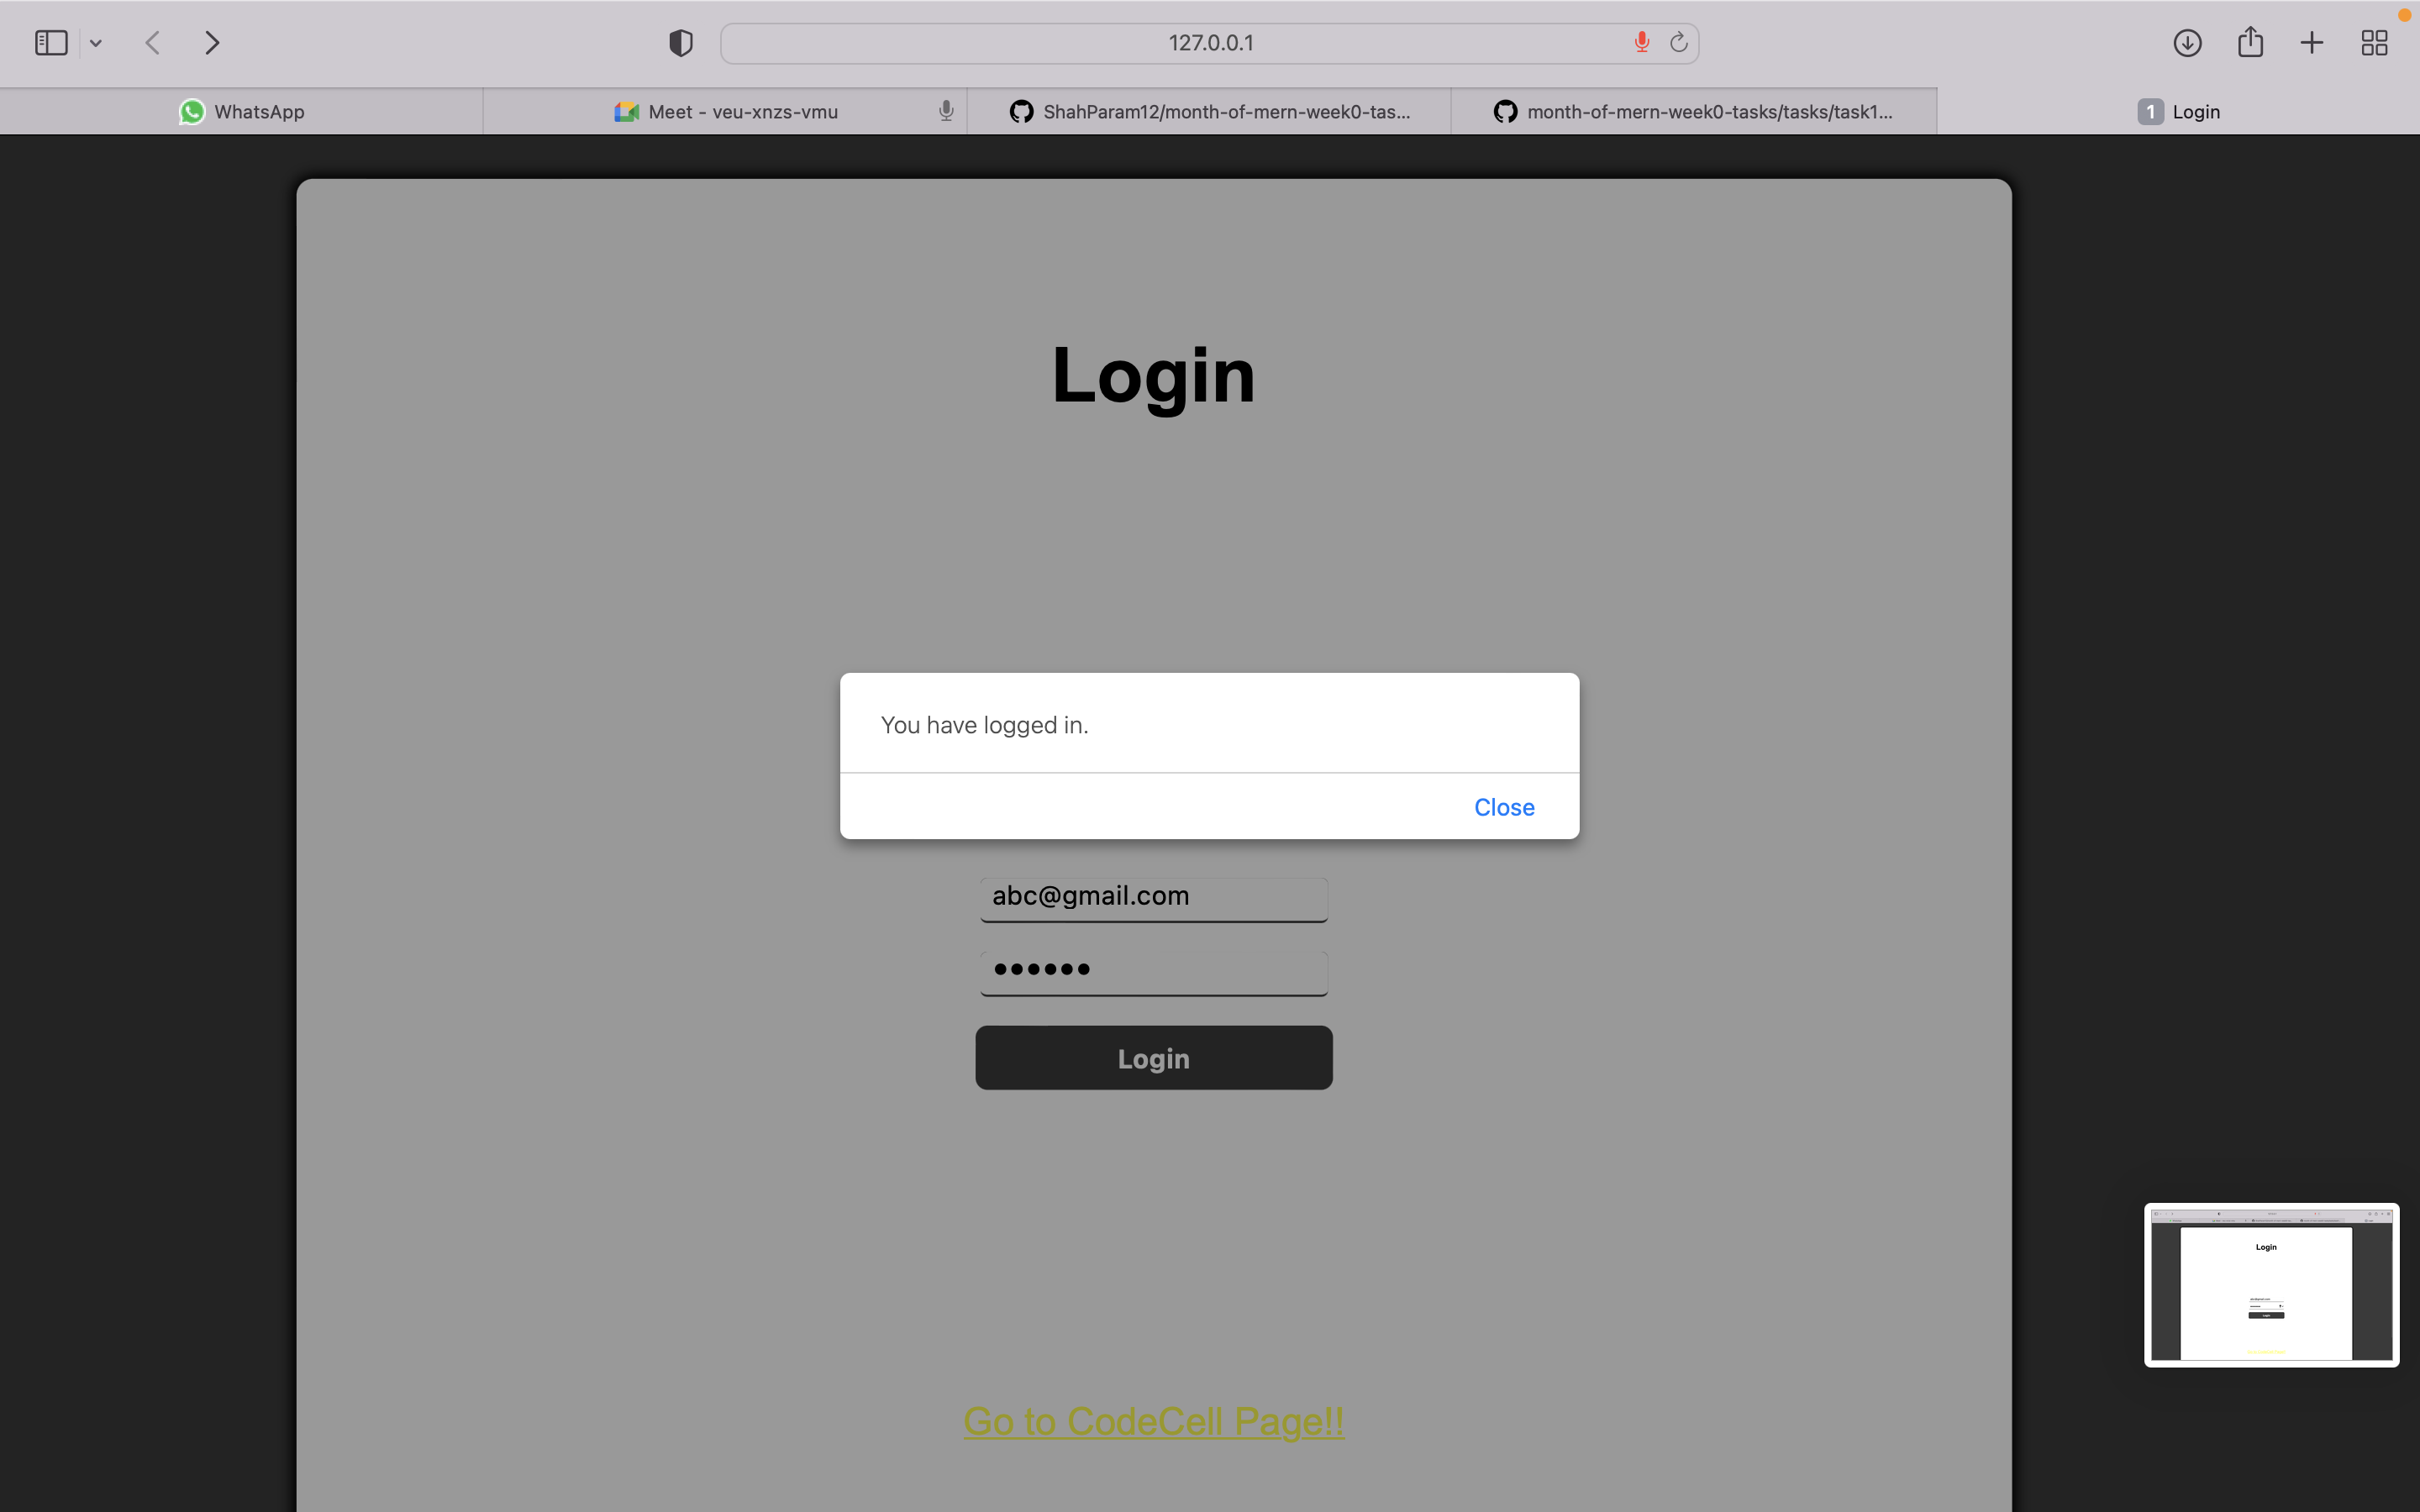 127.0.0.1
WhatsApp
Meet - veu-xnzs-vmu
ShahParam12/month-of-mern-week0-tas...
month-of-mern-week0-tasks/tasks/task1...
1 Login
Login
You have logged in.
Close
abc@gmail.com
Login
Go to CodeCell Page!!
Login